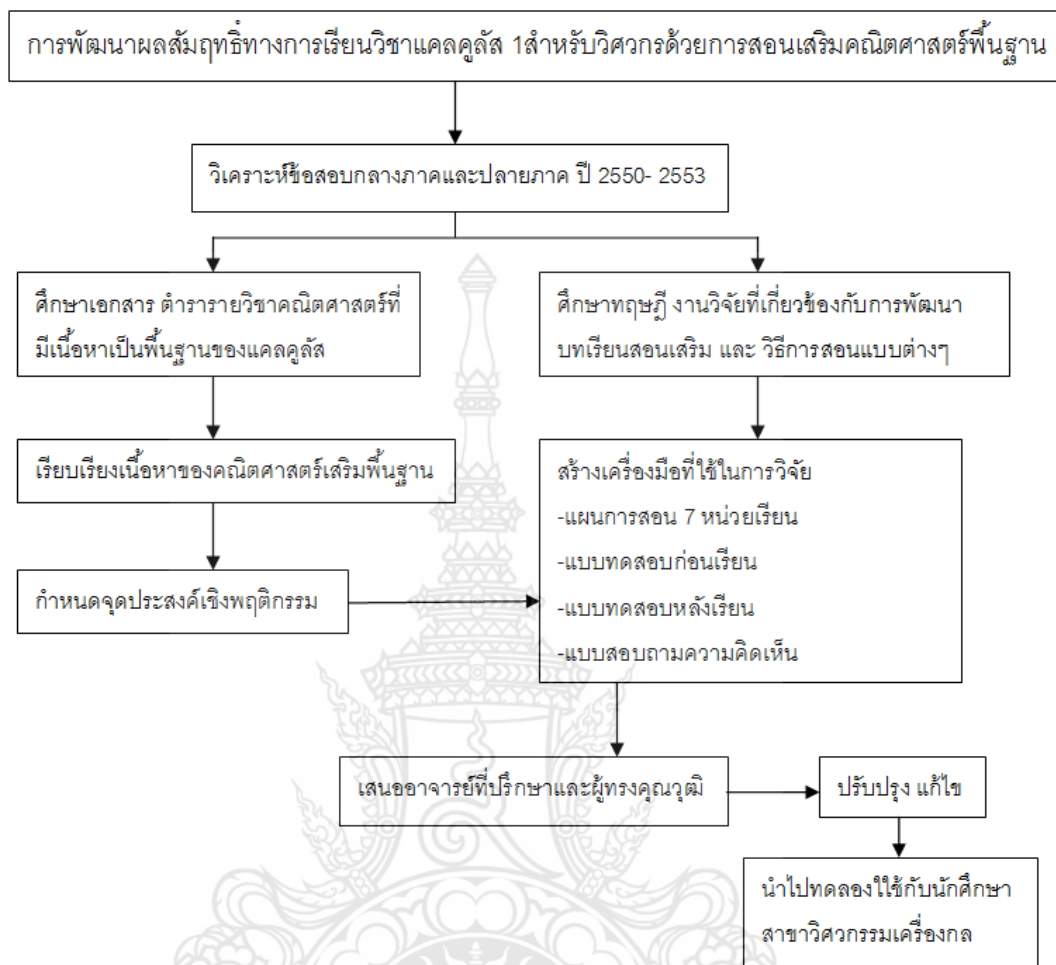 การพัฒนาผลสัมฤทธิ์ทางการเรียนวิชาแคลคูลัส 1สำหรับวิศวกรด้วยการสอนเสริมคณิตศาสตร์พื้นฐาน
วิเคราะห์ข้อสอบกลางภาคและปลายภาค ปี 2550- 2553
ศึกษาเอกสาร ตำรารายวิชาคณิตศาสตร์ที่
มีเนื้อหาเป็นพื้นฐานของแคลคูลัส
ศึกษาทฤษฎี งานวิจัยที่เกี่ยวข้องกับการพัฒนา
บทเรียนสอนเสริม และ วิธีการสอนแบบต่างๆ
เรียบเรียงเนื้อหาของคณิตศาสตร์เสริมพื้นฐาน
กำหนดจุดประสงค์เชิงพฤติกรรม
สร้างเครื่องมือที่ใช้ในการวิจัย
-แผนการสอน 7 หน่วยเรียน
-แบบทดสอบก่อนเรียน
-แบบทดสอบหลังเรียน
-แบบสอบถามความคิดเห็น
เสนออาจารย์ที่ปรึกษาและผู้ทรงคุณวุฒิ
ปรับปรุง แก้ไข
นำไปทดลองใใช้กับนักศึกษา
สาขาวิศวกรรมเครื่องกล